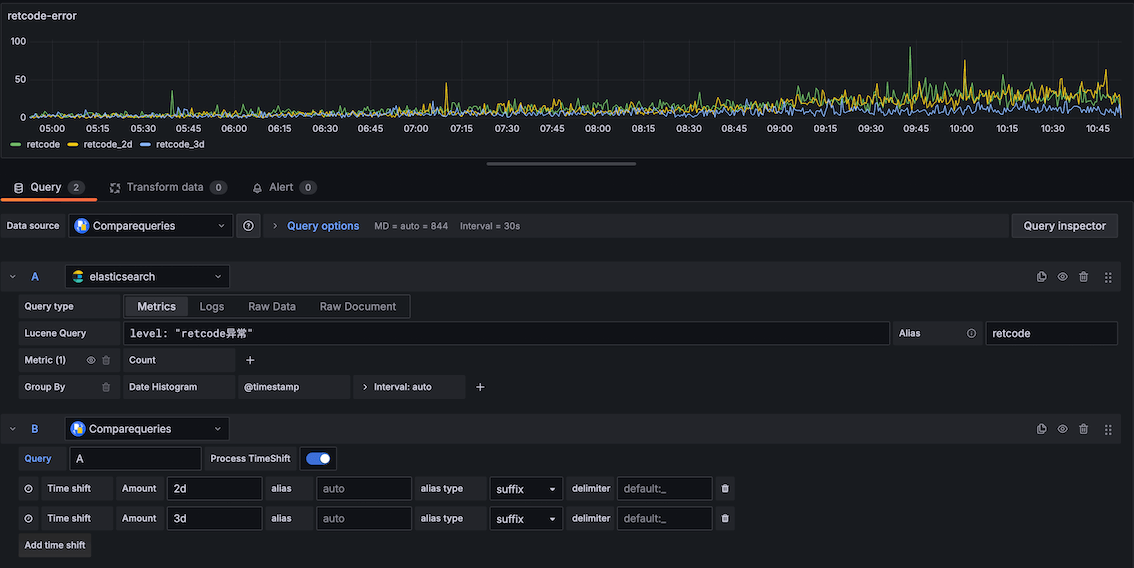 retcode-error
100
50
0
05:00 05:15 05:30 05:45 06:00 06:15 06:30 06:45 07:00 07:15 07:30 07:45 08:00 08:15 08:30 08:45 09:00 09:15 09:30 09:45 10:00 10:15 10:30 10:45
retcode retcode_2d retcode_3d
Query 2 Transform data 0 Alert 0
Data source Comparequeries Query options MD = auto = 844 Interval = 30s Query inspector
A elasticsearch
Query type Metrics Logs Raw Data Raw Document
Lucene Query level: "retcode异常" Alias retcode
Metric (1) Count +
Group By Date Histogram @timestamp > Interval: auto +
B Comparequeries
Query A Process TimeShift
Time shift Amount 2d alias auto alias type suffix delimiter default:_
Time shift Amount 3d alias auto alias type suffix delimiter default:_
Add time shift